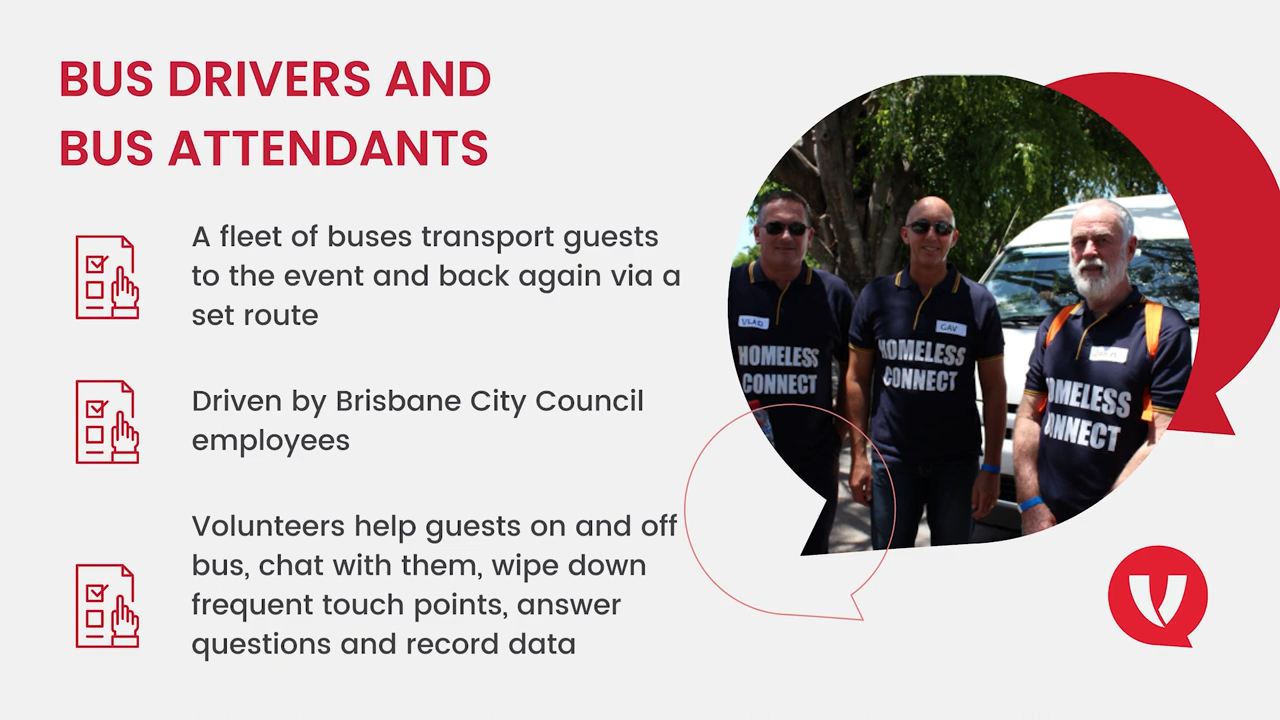 BUS DRIVERS AND
BUS ATTENDANTS
A fleet of buses transport guests
to the event and back again via a
set route
Driven by Brisbane City Council
employees
Volunteers help guests on and off
bus, chat with them, wipe down
frequent touch points, answer
questions and record data
VLAD
HOMELESS
CONNECT
GAV
HOMELESS
CONNECT
HOMELESS
CONNECT
V